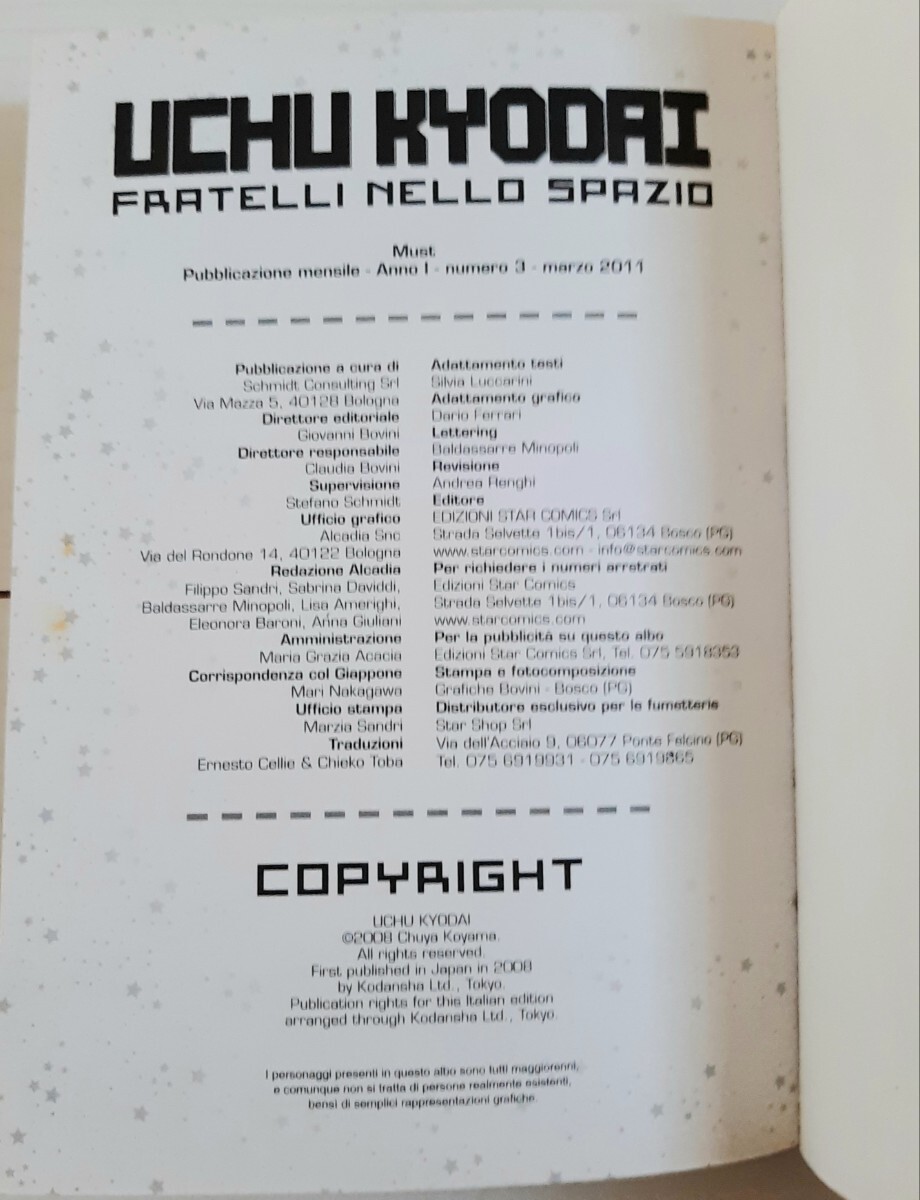 UCHU KYODAI
FRATELLI NELLO SPAZIO
Must
Pubblicazione mensile - Anno I - numero 3 - marzo 2011
Pubblicazione a cura di
Schmidt Consulting Srl
Via Mazza 5, 40128 Bologna
Direttore editoriale
Giovanni Bovini
Direttore responsabile
Claudia Bovini
Supervisione
Stefano Schmidt
Ufficio grafico
Alcadia Snc
Via del Rondone 14, 40122 Bologna
Redazione Alcadia
Filippo Sandri, Sabrina Daviddi,
Baldassarre Minopoli, Lisa Amerighi,
Eleonora Baroni, Anna Giuliani
Amministrazione
Maria Grazia Acacia
Corrispondenza col Giappone
Mari Nakagawa
Ufficio stampa
Marzia Sandri
Traduzioni
Ernesto Cellie & Chieko Toba
Adattamento testi
Silvia Luccarini
Adattamento grafico
Dario Ferrari
Lettering
Baldassarre Minopoli
Revisione
Andrea Renghi
Editore
EDIZIONI STAR COMICS Srl
Strada Selvette 1bis/1, 06134 Bosco (PG)
www.starcomics.com - info@starcomics.com
Per richiedere i numeri arretrati
Edizioni Star Comics
Strada Selvette 1bis/1, 06134 Bosco (PG)
www.starcomics.com
Per la pubblicità su questo albo
Edizioni Star Comics Srl, Tel. 075 5918353
Stampa e fotocomposizione
Grafiche Bovini - Bosco (PG)
Distributore esclusivo per le fumetterie
Star Shop Srl
Via dell'Acciaio 9, 06077 Ponte Felcino (PG)
Tel. 075 6919931 - 075 6919865
COPYRIGHT
UCHU KYODAI
©2008 Chuya Koyama.
All rights reserved.
First published in Japan in 2008
by Kodansha Ltd., Tokyo.
Publication rights for this Italian edition
arranged through Kodansha Ltd., Tokyo.
I personaggi presenti in questo albo sono tutti maggiorenni,
e comunque non si tratta di persone realmente esistenti,
bensì di semplici rappresentazioni grafiche.